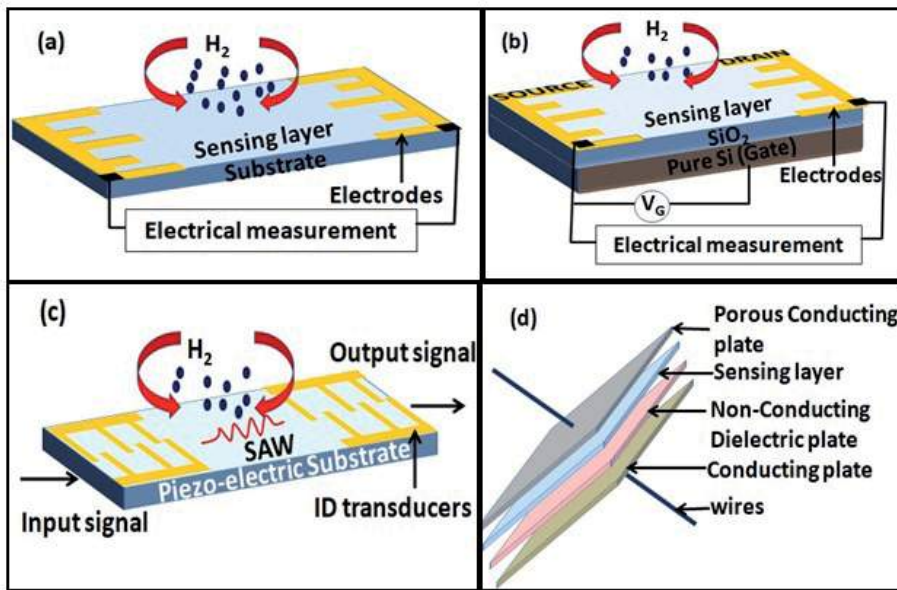 (a)
H2
Sensing layer
Substrate
Electrodes
Electrical measurement
(b)
H2
SOURCE
DRAIN
Sensing layer
SiO2
Pure Si (Gate)
Electrodes
VG
Electrical measurement
(c)
H2
Output signal
SAW
Piezo-electric Substrate
Input signal
ID transducers
(d)
Porous Conducting
plate
Sensing layer
Non-Conducting
Dielectric plate
Conducting plate
wires